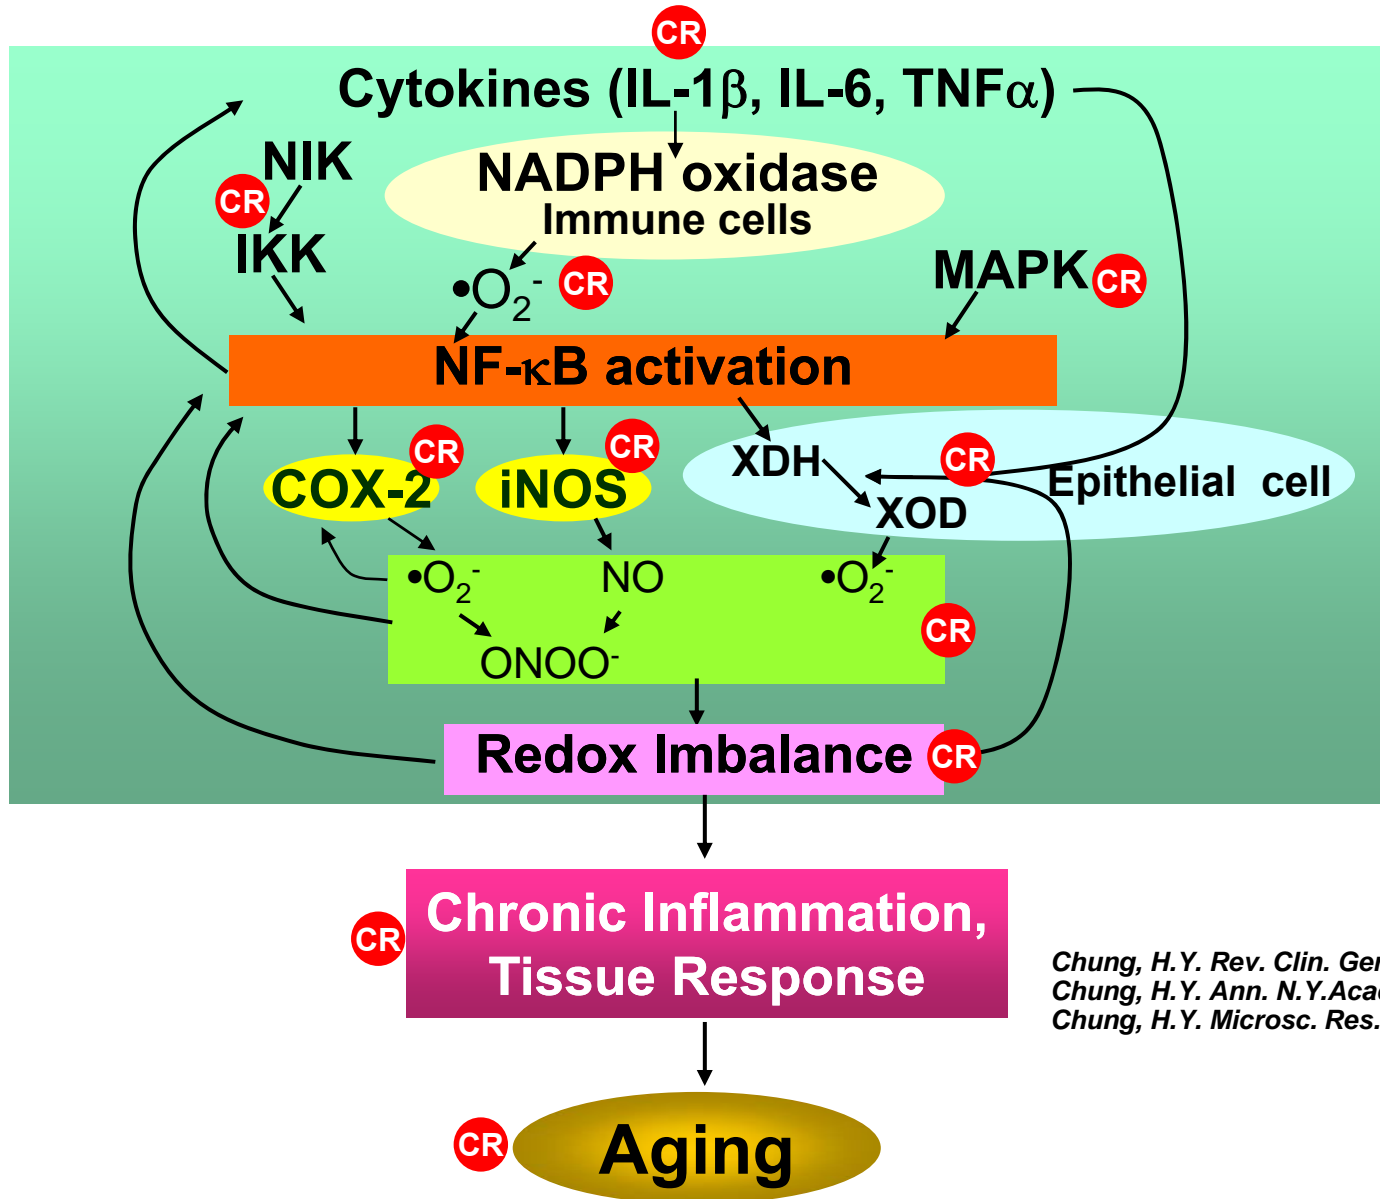 CR
Cytokines (IL-1β, IL-6, TNFα)
NIK
CR
IKK
NADPH oxidase
Immune cells
•O₂⁻
CR
MAPK
CR
NF-κB activation
CR
COX-2
CR
iNOS
XDH
CR
Epithelial cell
XOD
•O₂⁻
NO
•O₂⁻
ONOO⁻
CR
Redox Imbalance
CR
Chronic Inflammation,
Tissue Response
CR
Chung, H.Y. Rev. Clin.
Chung, H.Y. Ann. N.Y.
Chung, H.Y. Microsc. Res.
CR
Aging